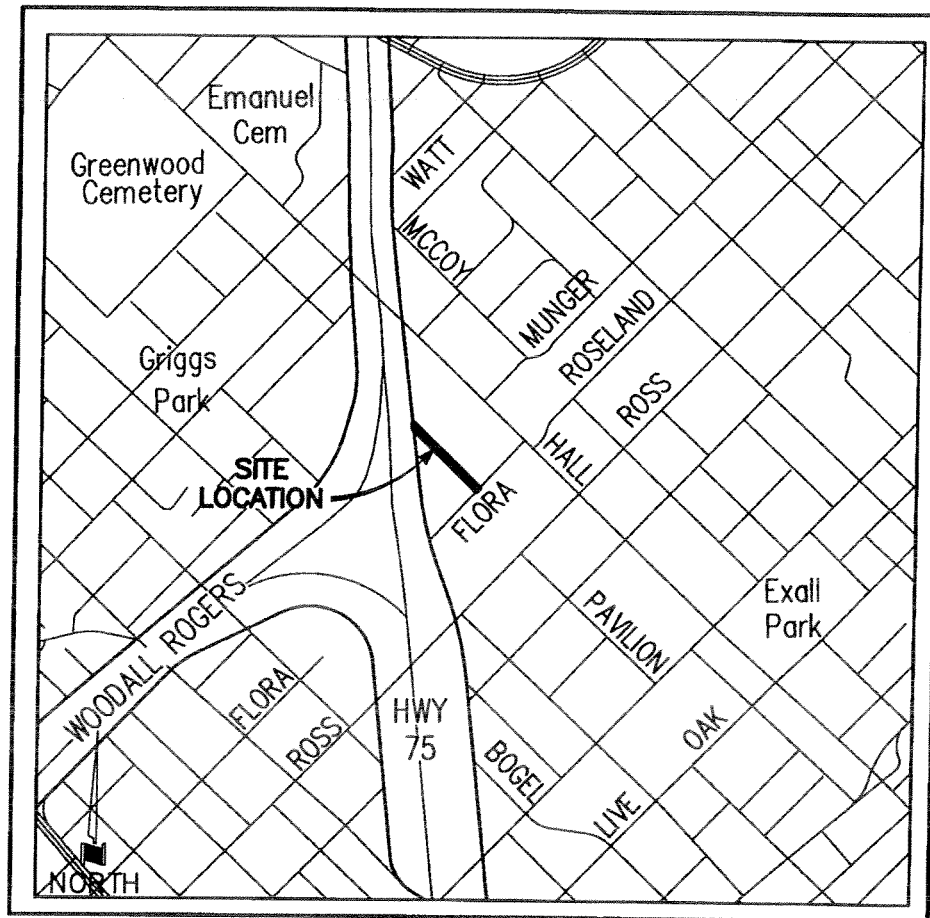 Emanuel
Cem
Greenwood
Cemetery
WATT
MCCOY
MUNGER
ROSELAND
Griggs
Park
ROSS
HALL
SITE
LOCATION
FLORA
Exall
Park
PAVILION
WOODALL ROGERS
FLORA
ROSS
HWY
75
OAK
BOGEL
LIVE
NORTH